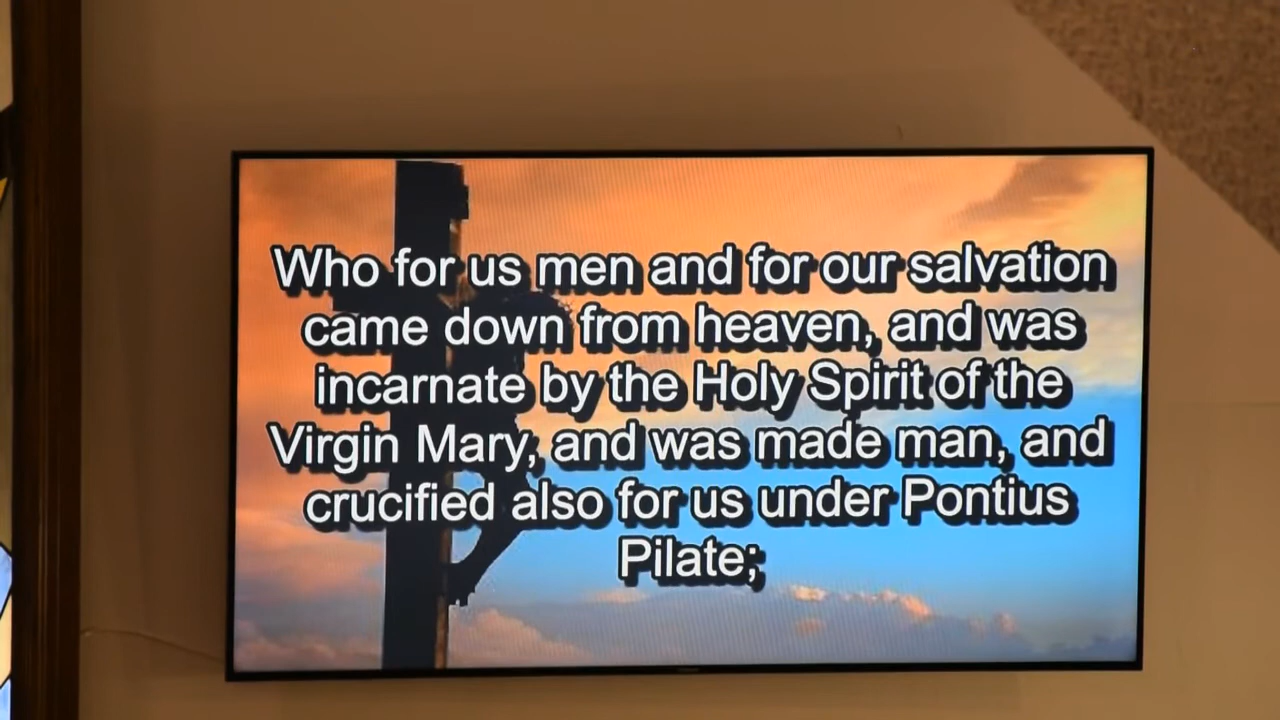 Who for us men and for our salvation
came down from heaven, and was
incarnate by the Holy Spirit of the
Virgin Mary, and was made man, and
crucified also for us under Pontius
Pilate;